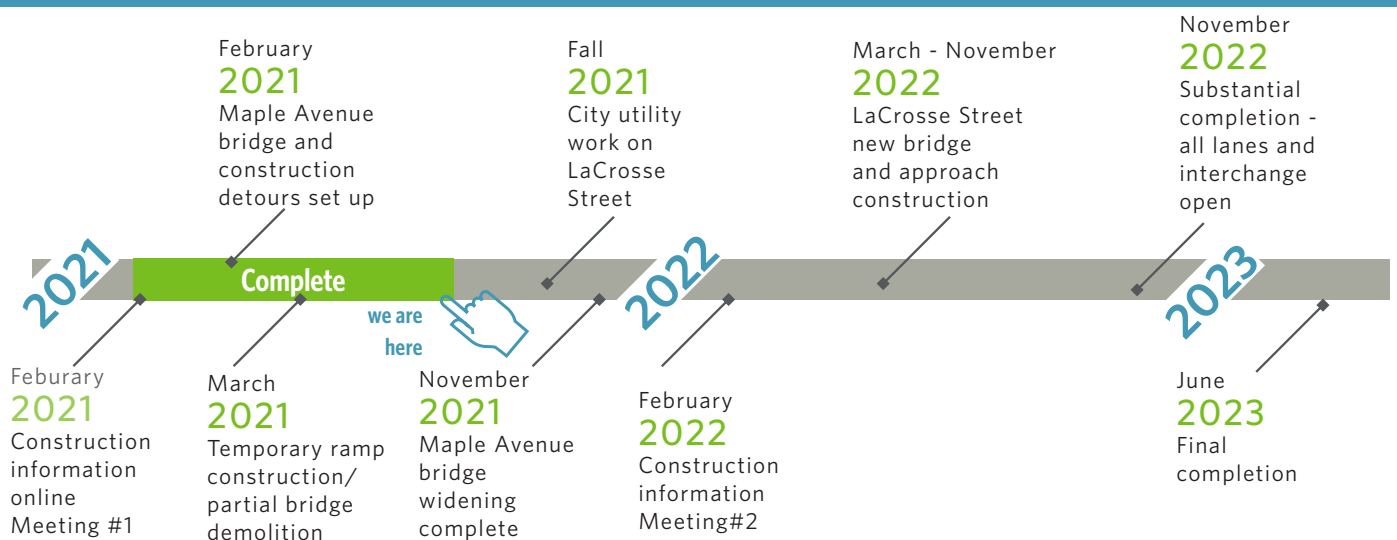 February
2021
Maple Avenue
bridge and
construction
detours set up
Fall
2021
City utility
work on
LaCrosse
Street
March - November
2022
LaCrosse Street
new bridge
and approach
construction
November
2022
Substantial
completion -
all lanes and
interchange
open
2021
Complete
2022
2023
we are
here
Feburary
2021
Construction
information
online
Meeting #1
March
2021
Temporary ramp
construction/
partial bridge
demolition
November
2021
Maple Avenue
bridge
widening
complete
February
2022
Construction
information
Meeting#2
June
2023
Final
completion